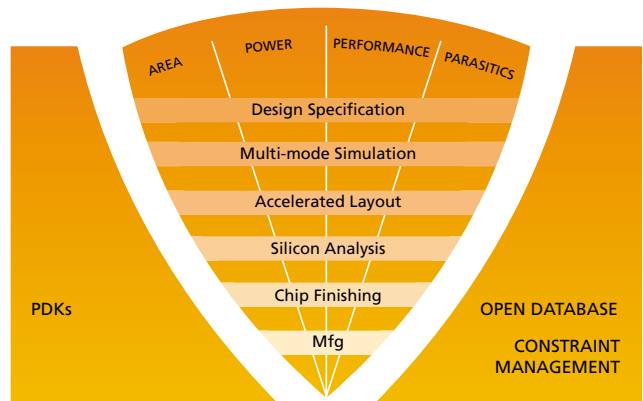 AREA
POWER
PERFORMANCE
PARASITICS
Design Specification
Multi-mode Simulation
Accelerated Layout
Silicon Analysis
Chip Finishing
Mfg
PDKs
OPEN DATABASE
CONSTRAINT
MANAGEMENT